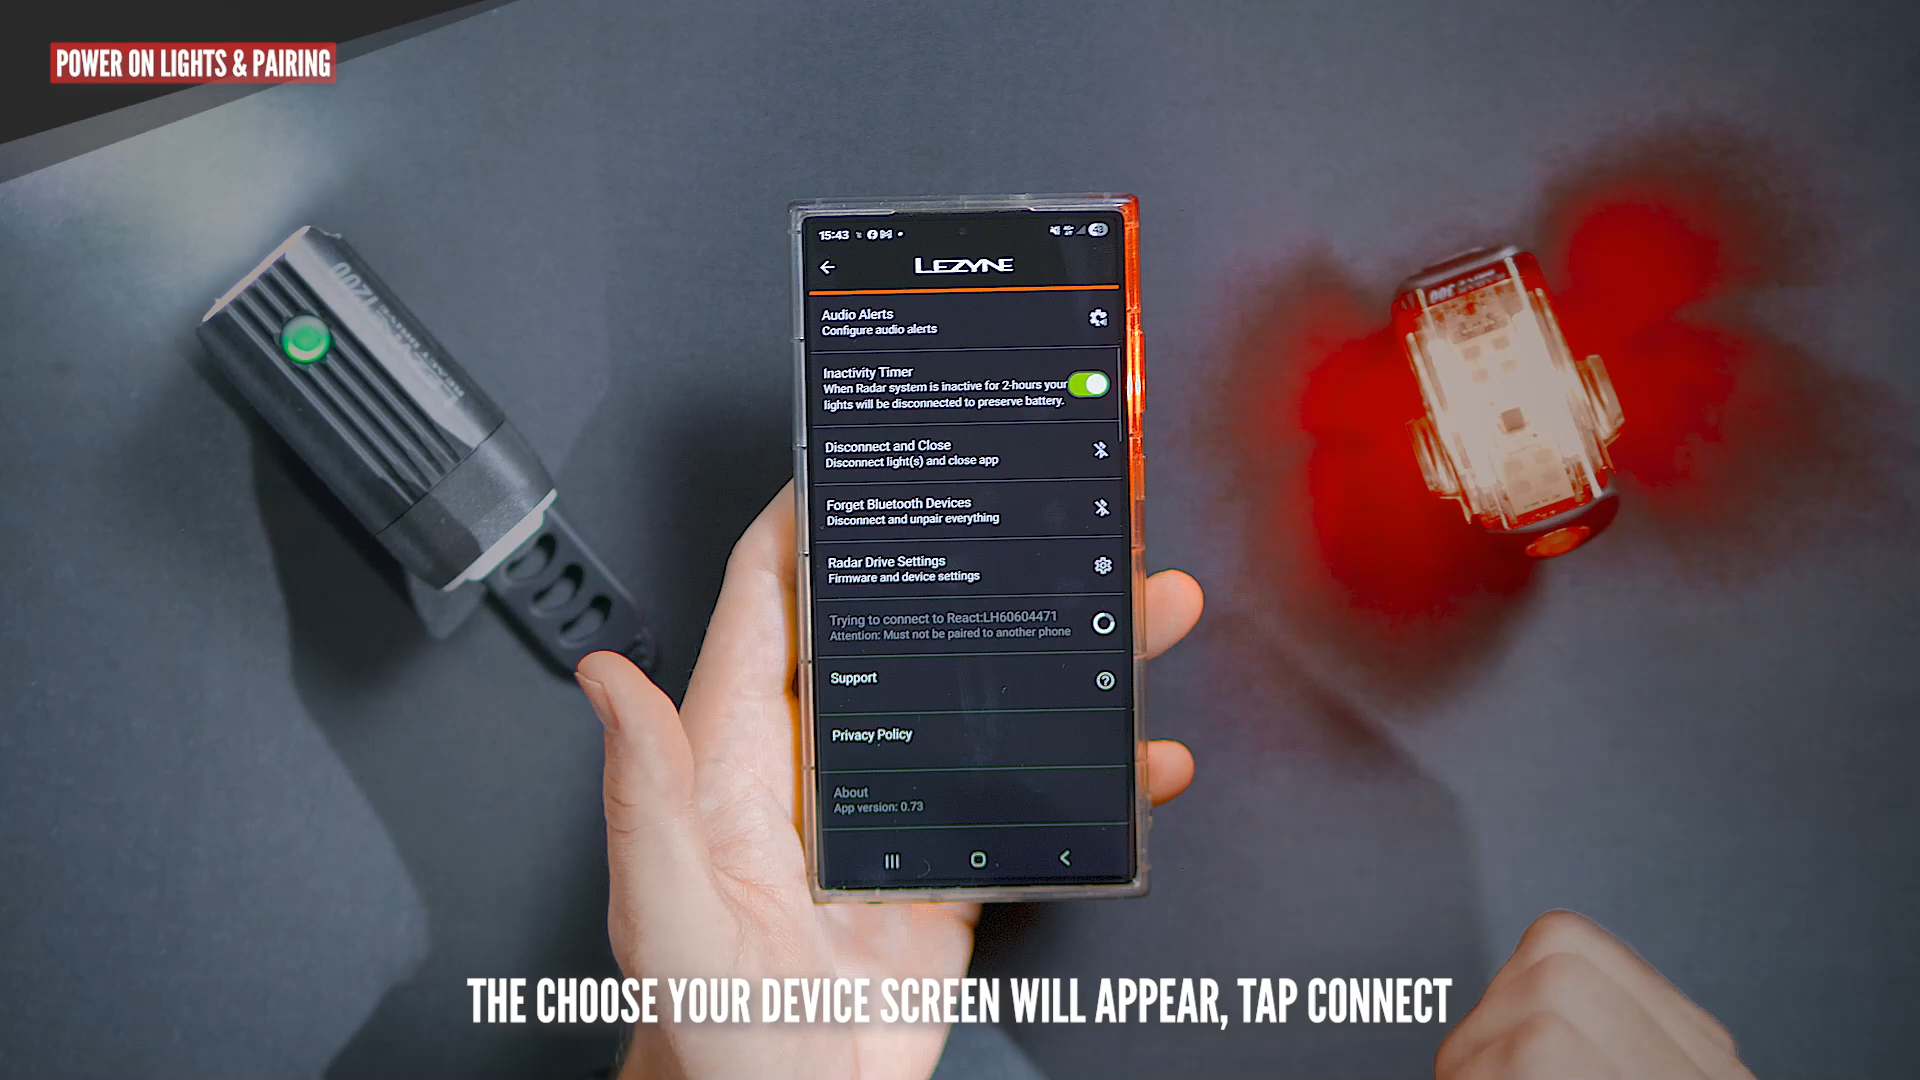 POWER ON LIGHTS & PAIRING
15:43
43
LEZYNE
Audio Alerts
Configure audio alerts
Inactivity Timer
When Radar system is inactive for 2-hours your
lights will be disconnected to preserve battery.
Disconnect and Close
Disconnect light(s) and close app
Forget Bluetooth Devices
Disconnect and unpair everything
Radar Drive Settings
Firmware and device settings
Trying to connect to React:LH60604471
Attention: Must not be paired to another phone
Support
Privacy Policy
About
App version: 0.73
1200
300
THE CHOOSE YOUR DEVICE SCREEN WILL APPEAR, TAP CONNECT